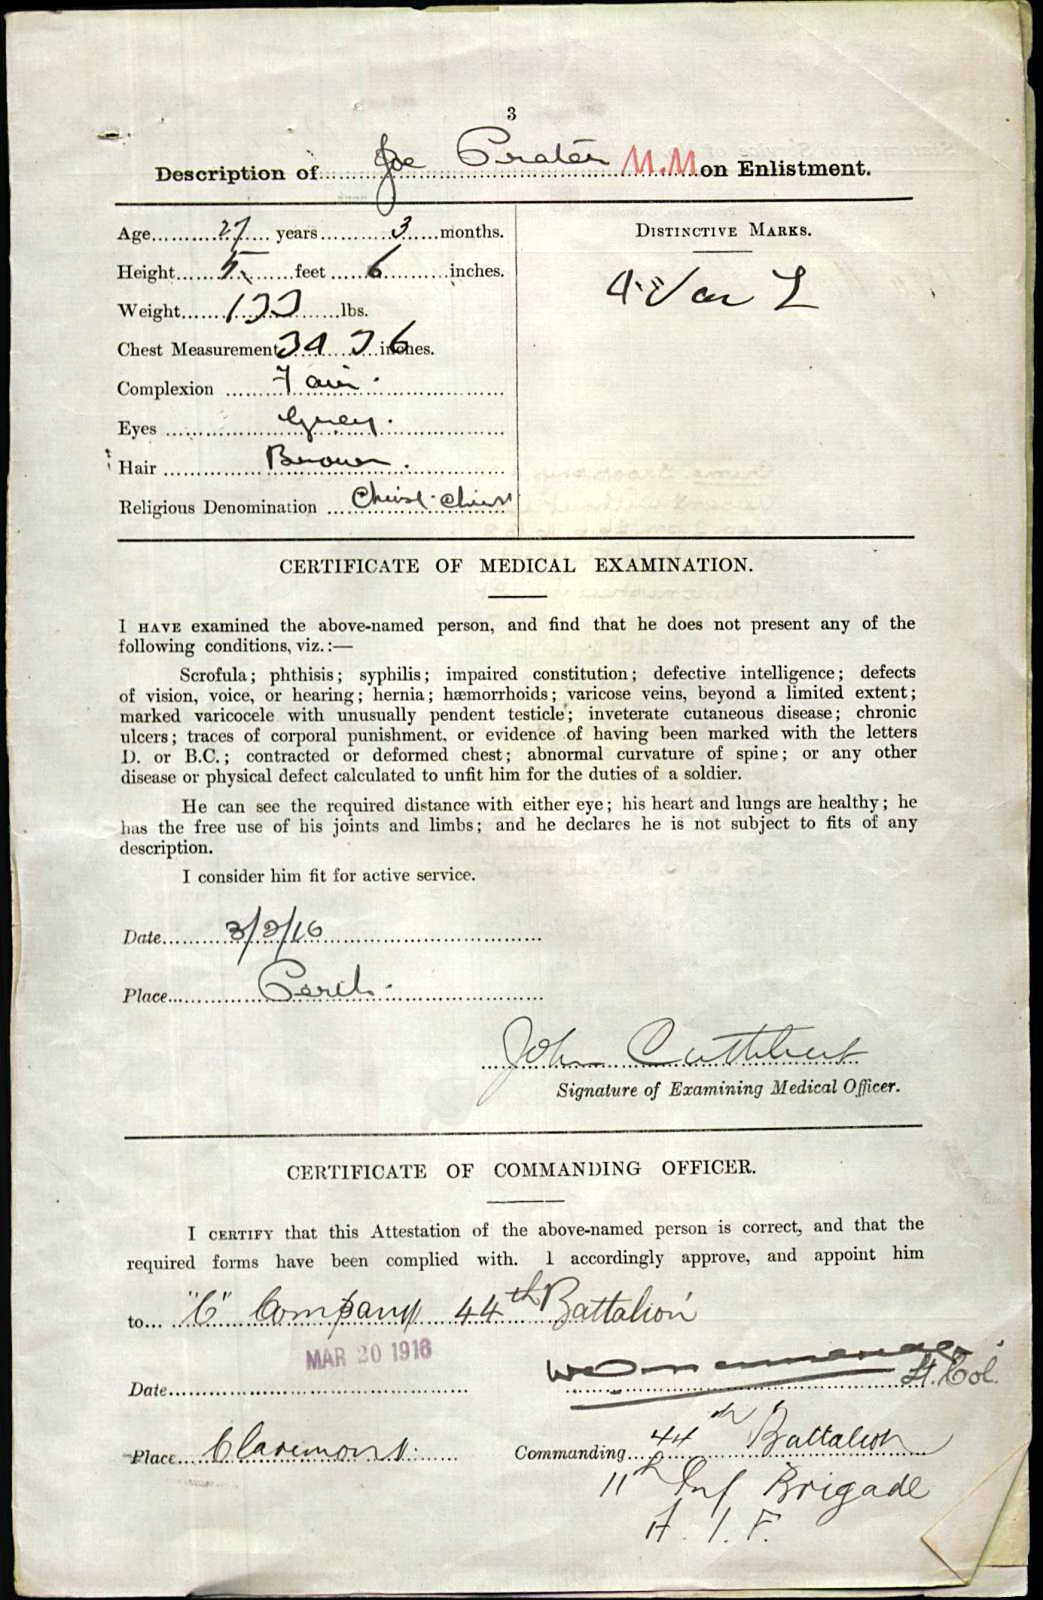 3
Description of Joe Prater M.M on Enlistment.
Age 27 years 3 months.
Height 5 feet 6 inches.
Weight 133 lbs.
Chest Measurement 34 36 inches.
Complexion Fair.
Eyes Grey.
Hair Brown.
Religious Denomination
DISTINCTIVE MARKS.
4 Vac L
CERTIFICATE OF MEDICAL EXAMINATION.
I HAVE examined the above-named person, and find that he does not present any of the
following conditions, viz.:—
Scrofula; phthisis; syphilis; impaired constitution; defective intelligence; defects
of vision, voice, or hearing; hernia; hæmorrhoids; varicose veins, beyond a limited extent;
marked varicocele with unusually pendent testicle; inveterate cutaneous disease; chronic
ulcers; traces of corporal punishment, or evidence of having been marked with the letters
D. or B.C.; contracted or deformed chest; abnormal curvature of spine; or any other
disease or physical defect calculated to unfit him for the duties of a soldier.
He can see the required distance with either eye; his heart and lungs are healthy; he
has the free use of his joints and limbs; and he declares he is not subject to fits of any
description.
I consider him fit for active service.
Date 3/3/16
Place Perth.
John Cuthbert
Signature of Examining Medical Officer.
CERTIFICATE OF COMMANDING OFFICER.
I CERTIFY that this Attestation of the above-named person is correct, and that the
required forms have been complied with. I accordingly approve, and appoint him
to "C" Company 44th Battalion
MAR 20 1916
Lt. Col.
Date
Place Claremont.
Commanding 44th Battalion
11th Inf Brigade
A.I.F.